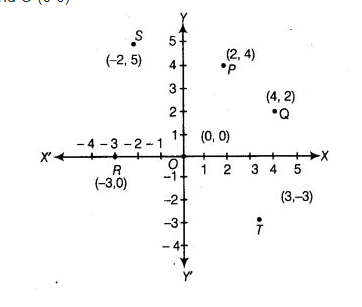 Y
S
5
(–2, 5)
(2, 4)
4
P
3
(4, 2)
2
Q
1
(0, 0)
– 4 – 3 – 2 – 1
X'
O
1 2 3 4 5
X
R
(–3,0)
–1
–2
(3,–3)
–3
T
– 4
Y'